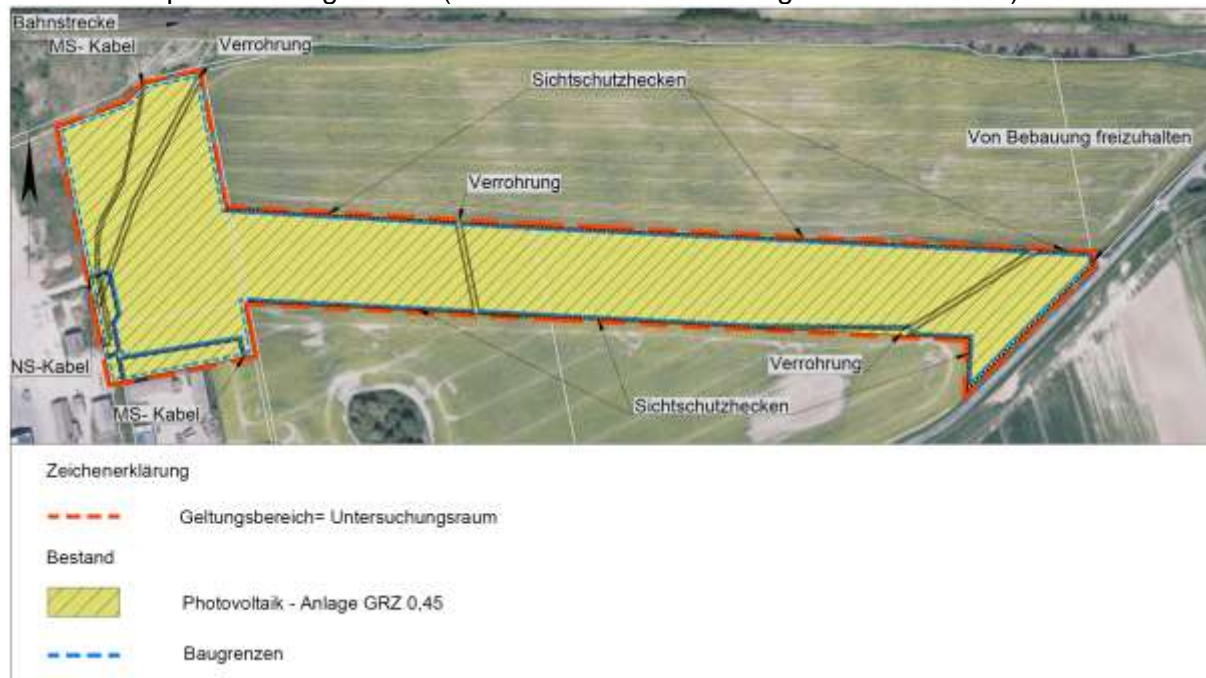 Bahnstrecke
MS- Kabel
Verrohrung
Sichtschutzhecken
Von Bebauung freizuhalten
Verrohrung
NS-Kabel
Verrohrung
MS- Kabel
Sichtschutzhecken
Zeichenerklärung
Geltungsbereich= Untersuchungsraum
Bestand
Photovoltaik - Anlage GRZ 0,45
Baugrenzen